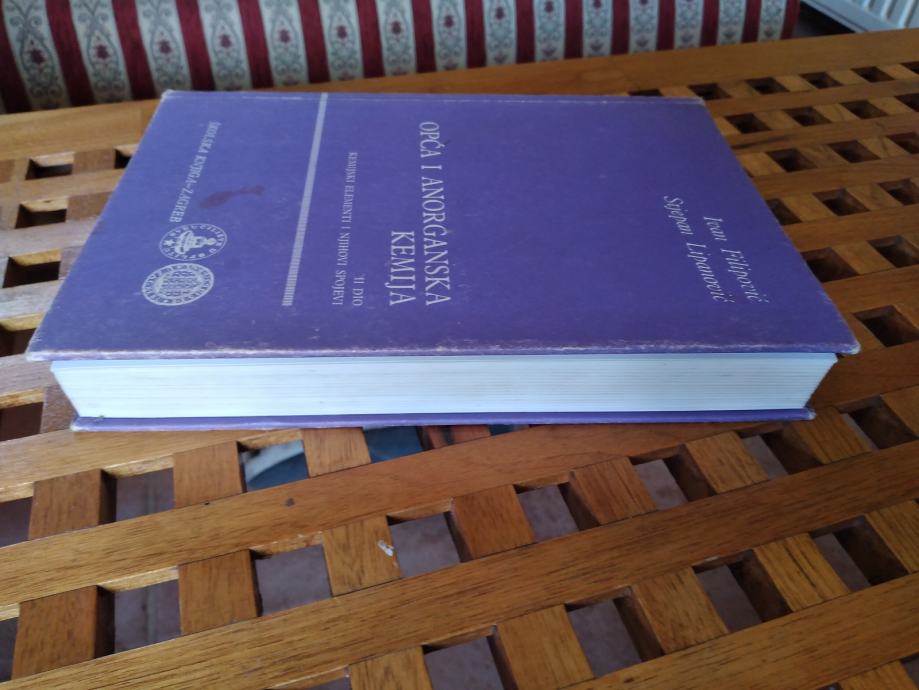 Ivan Filipović
Stjepan Lipanović
OPĆA I ANORGANSKA
KEMIJA
II DIO
KEMIJSKI ELEMENTI I NJIHOVI SPOJEVI
ŠKOLSKA KNJIGA–ZAGREB